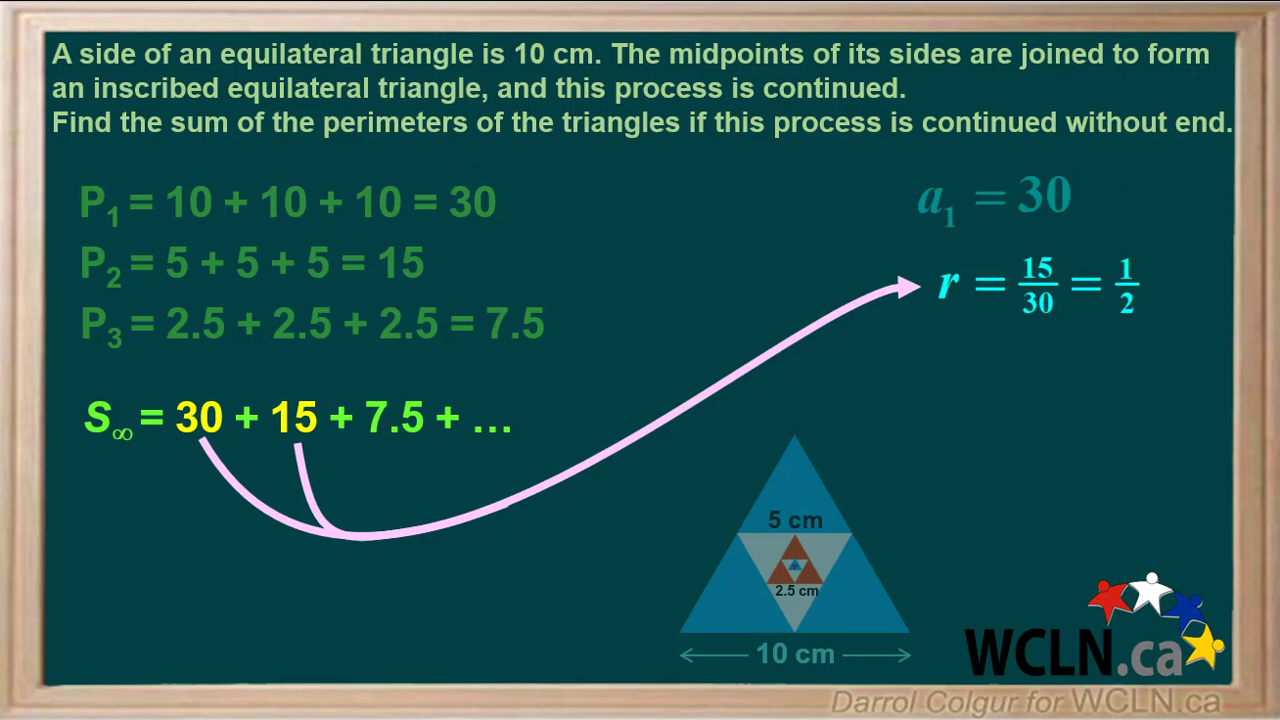 A side of an equilateral triangle is 10 cm. The midpoints of its sides are joined to form
an inscribed equilateral triangle, and this process is continued.
Find the sum of the perimeters of the triangles if this process is continued without end.
P₁ = 10 + 10 + 10 = 30
a₁ = 30
P₂ = 5 + 5 + 5 = 15
r = 15/30 = 1/2
P₃ = 2.5 + 2.5 + 2.5 = 7.5
S∞ = 30 + 15 + 7.5 + …
5 cm
2.5 cm
10 cm
WCLN.ca
Darrol Colgur for WCLN.ca